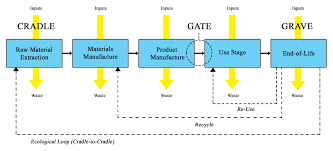 Inputs Inputs Inputs Inputs Inputs
CRADLE GATE GRAVE
Raw Material Extraction
Materials Manufacture
Product Manufacture
Use Stage
End-of-Life
Waste Waste Waste Waste Waste
Re-Use
Recycle
Ecological Loop (Cradle-to-Cradle)